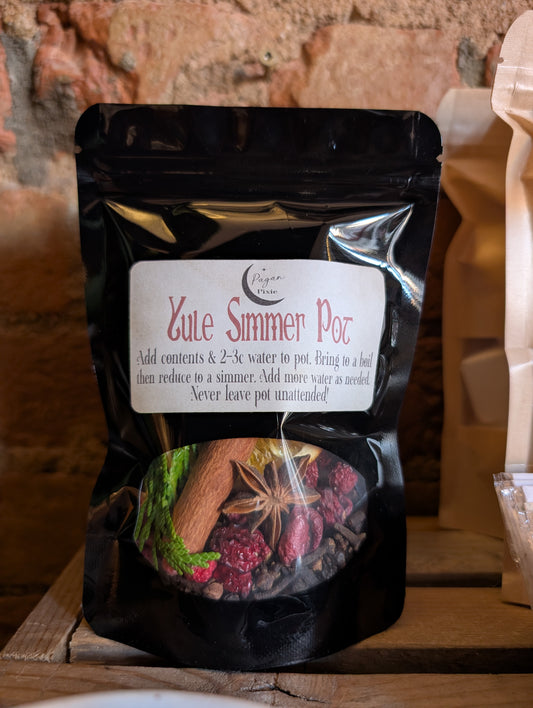 Pagan
Pixie
Yule Simmer Pot
Add contents & 2-3c water to pot. Bring to a boil
then reduce to a simmer. Add more water as needed.
Never leave pot unattended!